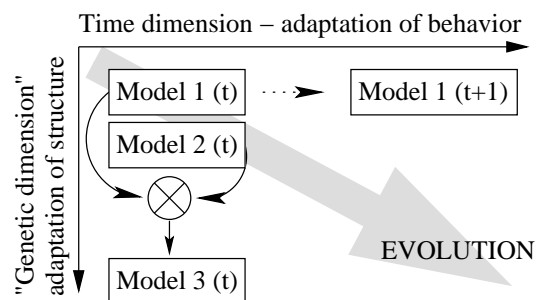 Time dimension – adaptation of behavior
"Genetic dimension"
adaptation of structure
Model 1 (t)
Model 1 (t+1)
Model 2 (t)
EVOLUTION
Model 3 (t)